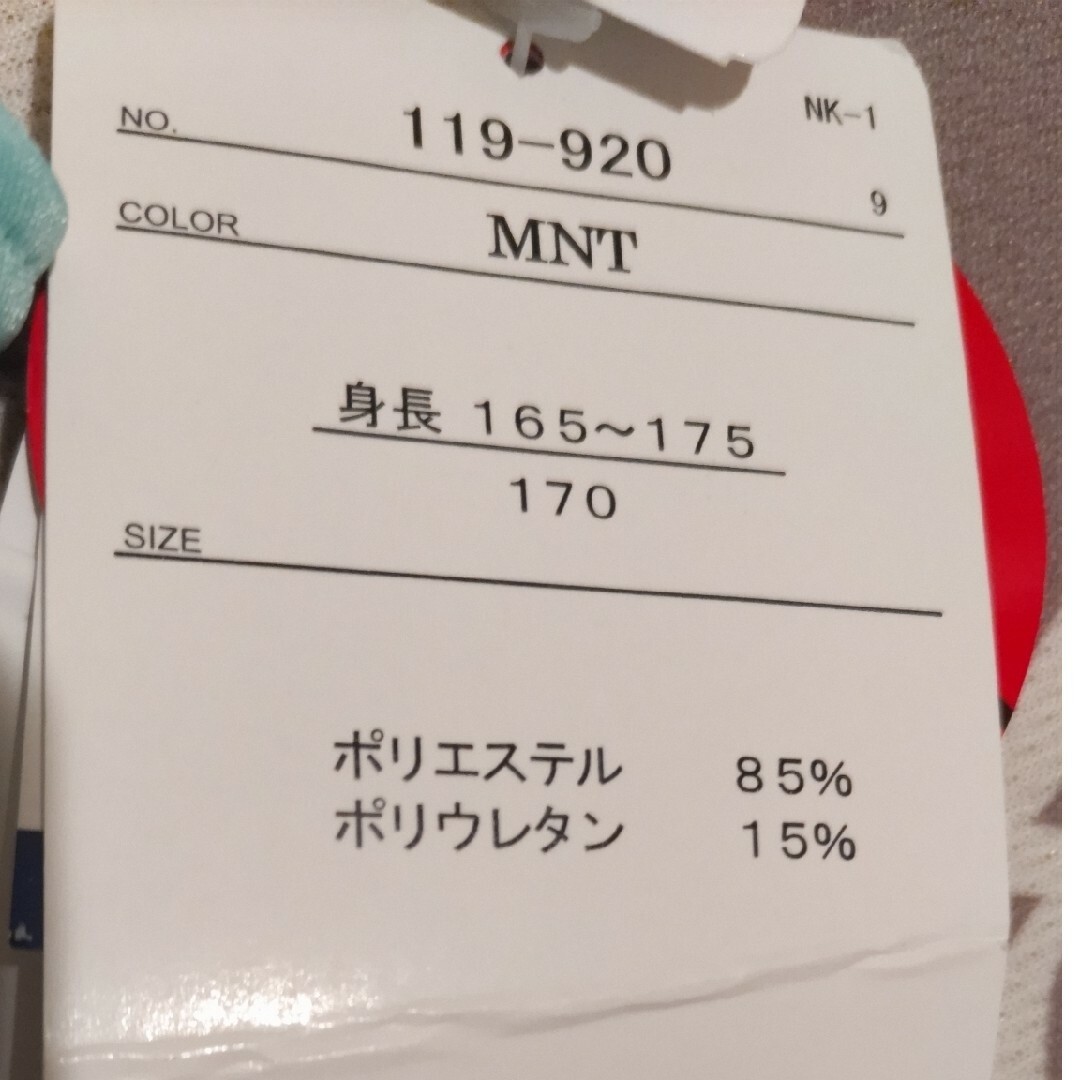 NK-1
NO. 119-920
9
COLOR MNT
身長 165~175
170
SIZE
ポリエステル 85%
ポリウレタン 15%